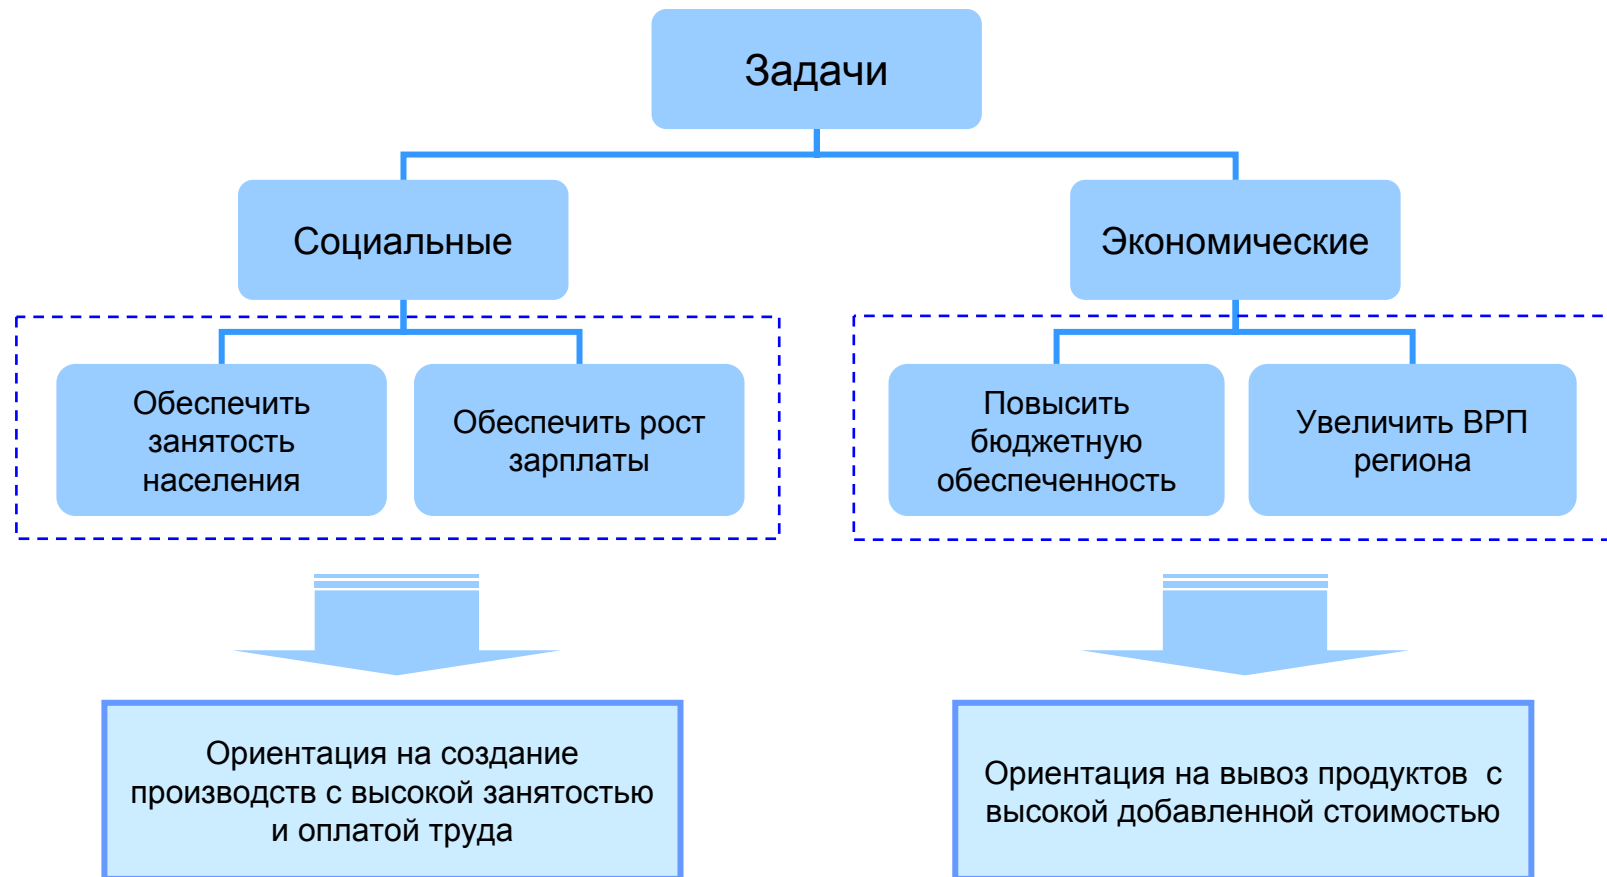 Задачи
Социальные
Экономические
Обеспечить
занятость
населения
Обеспечить рост
зарплаты
Повысить
бюджетную
обеспеченность
Увеличить ВРП
региона
Ориентация на создание
производств с высокой занятостью
и оплатой труда
Ориентация на вывоз продуктов  с
высокой добавленной стоимостью